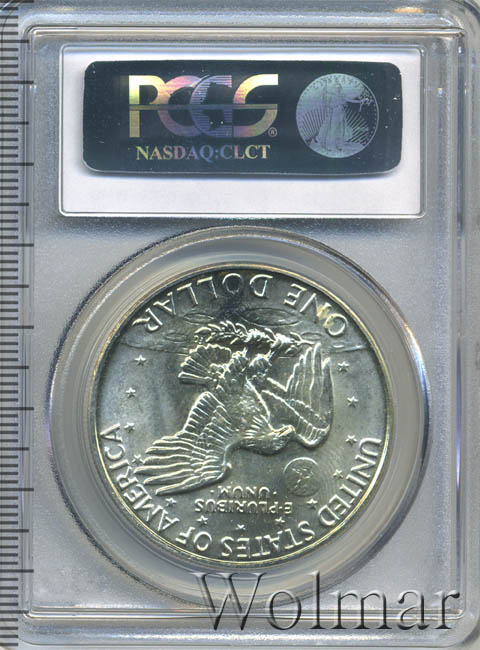 PCGS®
NASDAQ:CLCT
ONE DOLLAR
UNITED STATES OF AMERICA
E·PLURIBUS
·UNUM·
Wolmar